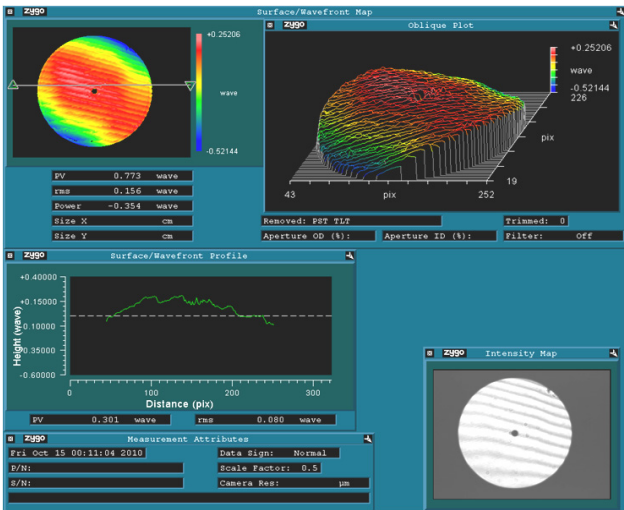 zygo Surface/Wavefront Map
+0.25206
wave
-0.52144
PV 0.773 wave
rms 0.156 wave
Power -0.354 wave
Size X cm
Size Y cm
zygo Oblique Plot
+0.25206
wave
-0.52144
226
pix
19
43 pix 252
Removed: PST TLT Trimmed: 0
Aperture OD (%): Aperture ID (%): Filter: Off
zygo Surface/Wavefront Profile
Height (wave)
+0.40000
+0.15000
-0.10000
-0.35000
-0.60000
0 100 200 300
Distance (pix)
PV 0.301 wave rms 0.080 wave
zygo Measurement Attributes
Fri Oct 15 00:11:04 2010 Data Sign: Normal
P/N: Scale Factor: 0.5
S/N: Camera Res: µm
zygo Intensity Map